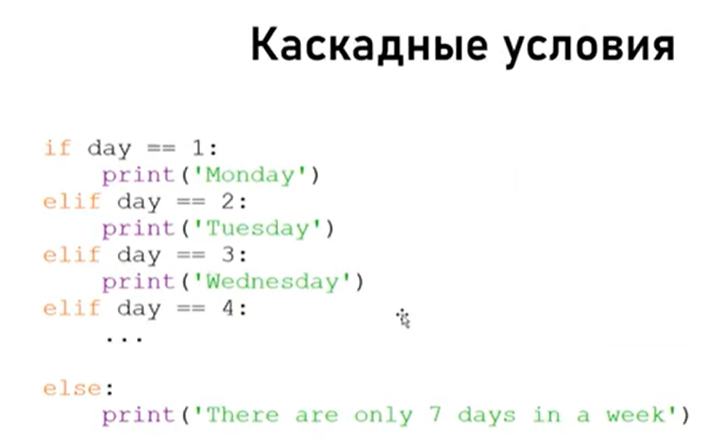 Каскадные условия
if day == 1:
    print('Monday')
elif day == 2:
    print('Tuesday')
elif day == 3:
    print('Wednesday')
elif day == 4:
    ...
else:
    print('There are only 7 days in a week')